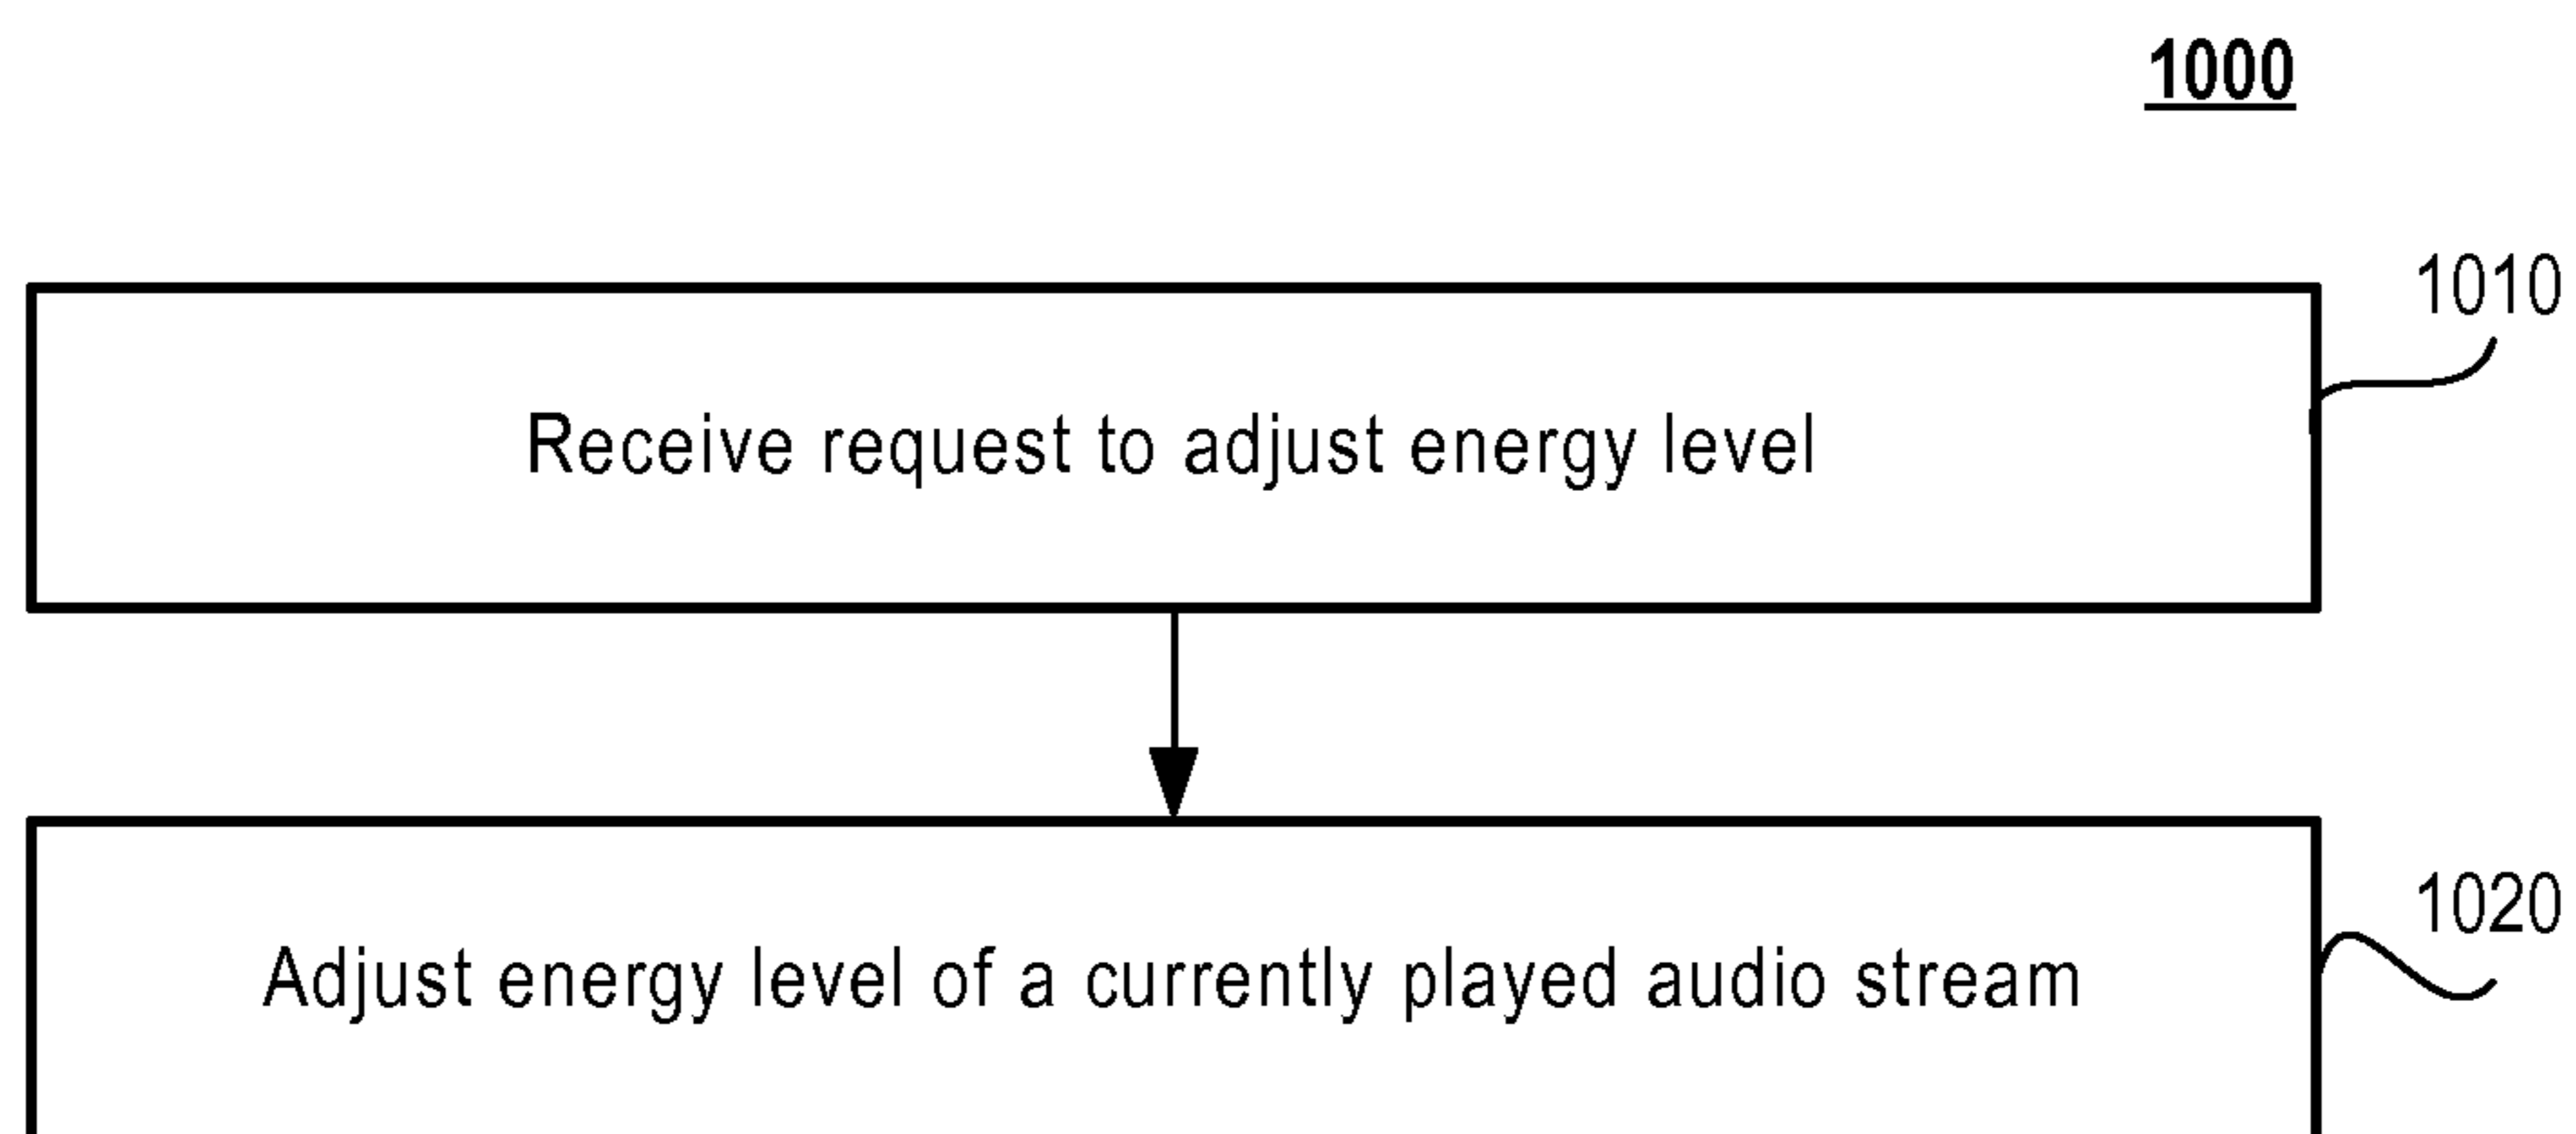 1000
1010
Receive request to adjust energy level
1020
Adjust energy level of a currently played audio stream